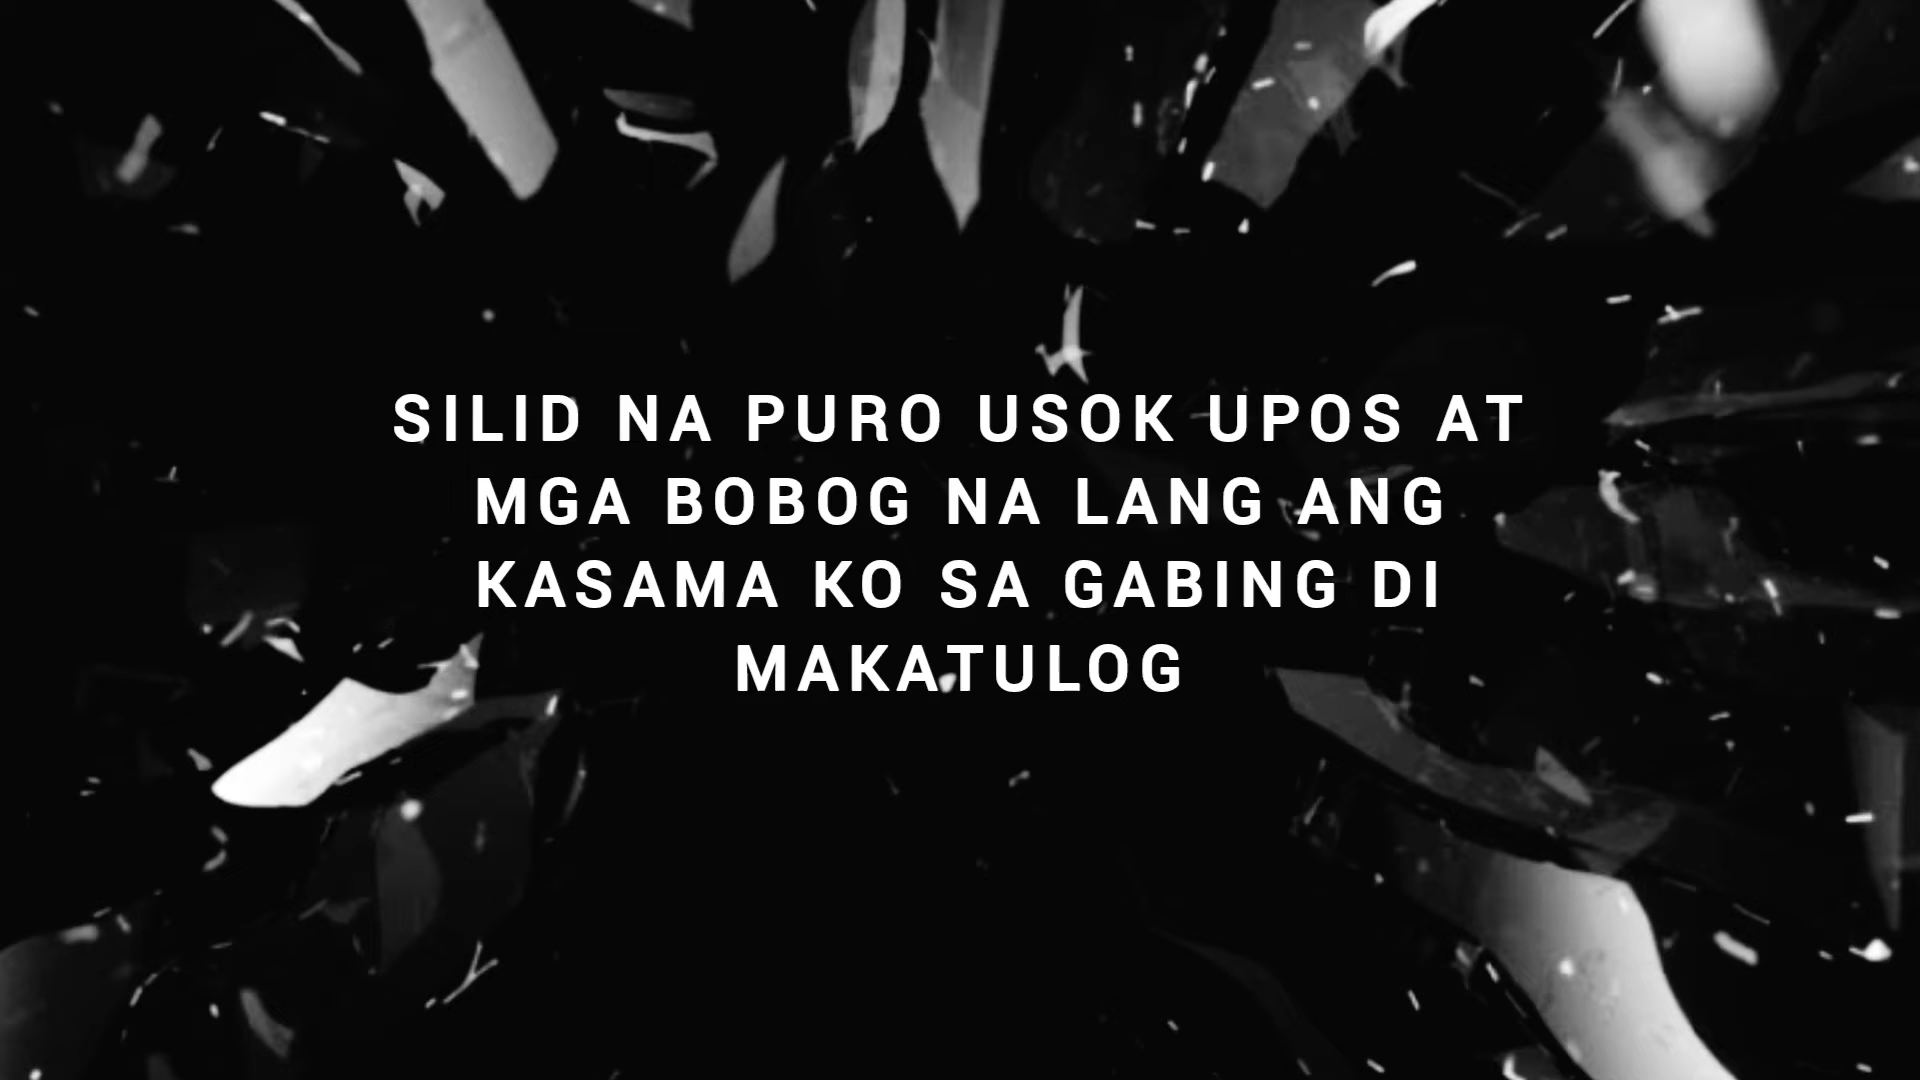 SILID NA PURO USOK UPOS AT
MGA BOBOG NA LANG ANG
KASAMA KO SA GABING DI
MAKATULOG